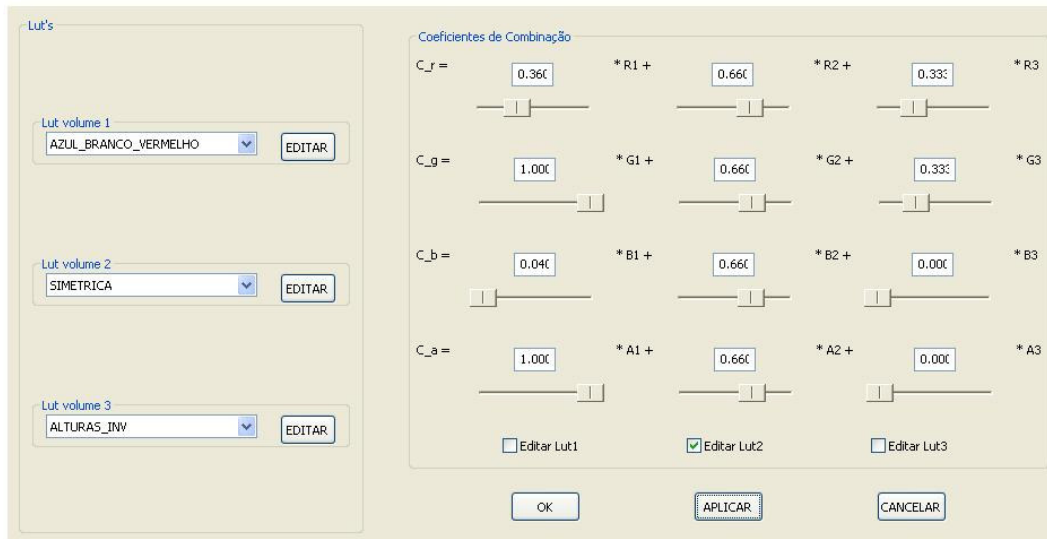 Lut's
Lut volume 1
AZUL_BRANCO_VERMELHO
EDITAR
Lut volume 2
SIMETRICA
EDITAR
Lut volume 3
ALTURAS_INV
EDITAR
Coeficientes de Combinação
C_r = 0.360 * R1 + 0.660 * R2 + 0.333 * R3
C_g = 1.000 * G1 + 0.660 * G2 + 0.333 * G3
C_b = 0.040 * B1 + 0.660 * B2 + 0.000 * B3
C_a = 1.000 * A1 + 0.660 * A2 + 0.000 * A3
Editar Lut1 Editar Lut2 Editar Lut3
OK APLICAR CANCELAR